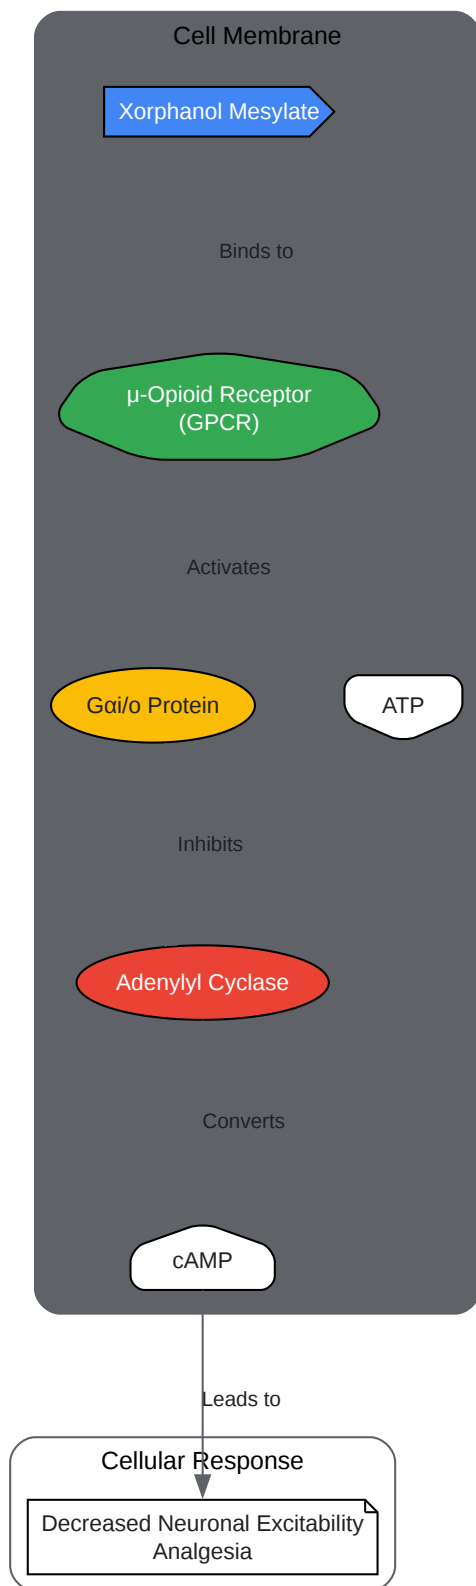 Cell Membrane
Xorphanol Mesylate
Binds to
μ-Opioid Receptor
(GPCR)
Activates
Gαi/o Protein
ATP
Inhibits
Adenylyl Cyclase
Converts
cAMP
Leads to
Cellular Response
Decreased Neuronal Excitability
Analgesia